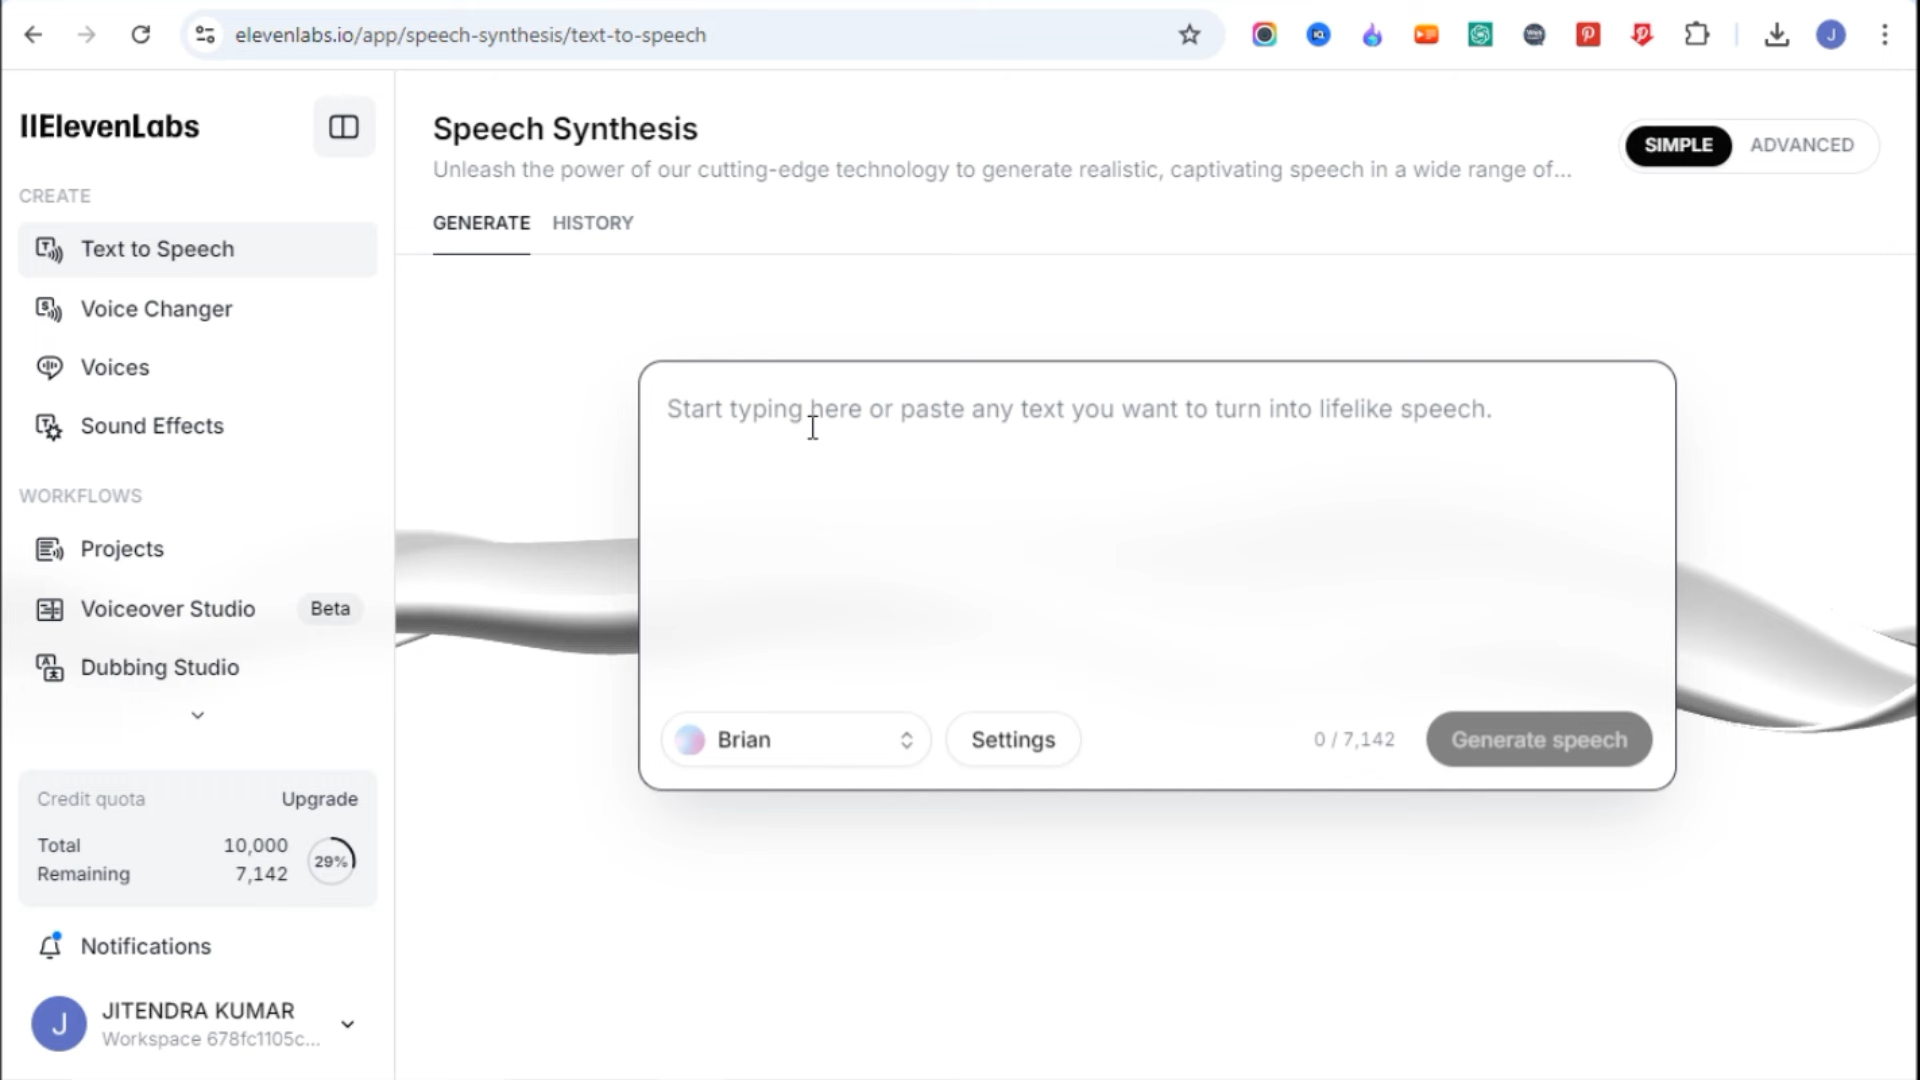 elevenlabs.io/app/speech-synthesis/text-to-speech
J
IIElevenLabs
CREATE
Text to Speech
Voice Changer
Voices
Sound Effects
WORKFLOWS
Projects
Voiceover Studio Beta
Dubbing Studio
Credit quota Upgrade
Total 10,000
Remaining 7,142
29%
Notifications
J
JITENDRA KUMAR
Workspace 678fc1105c...
Speech Synthesis
Unleash the power of our cutting-edge technology to generate realistic, captivating speech in a wide range of...
SIMPLE ADVANCED
GENERATE HISTORY
Start typing here or paste any text you want to turn into lifelike speech.
Brian Settings 0 / 7,142 Generate speech